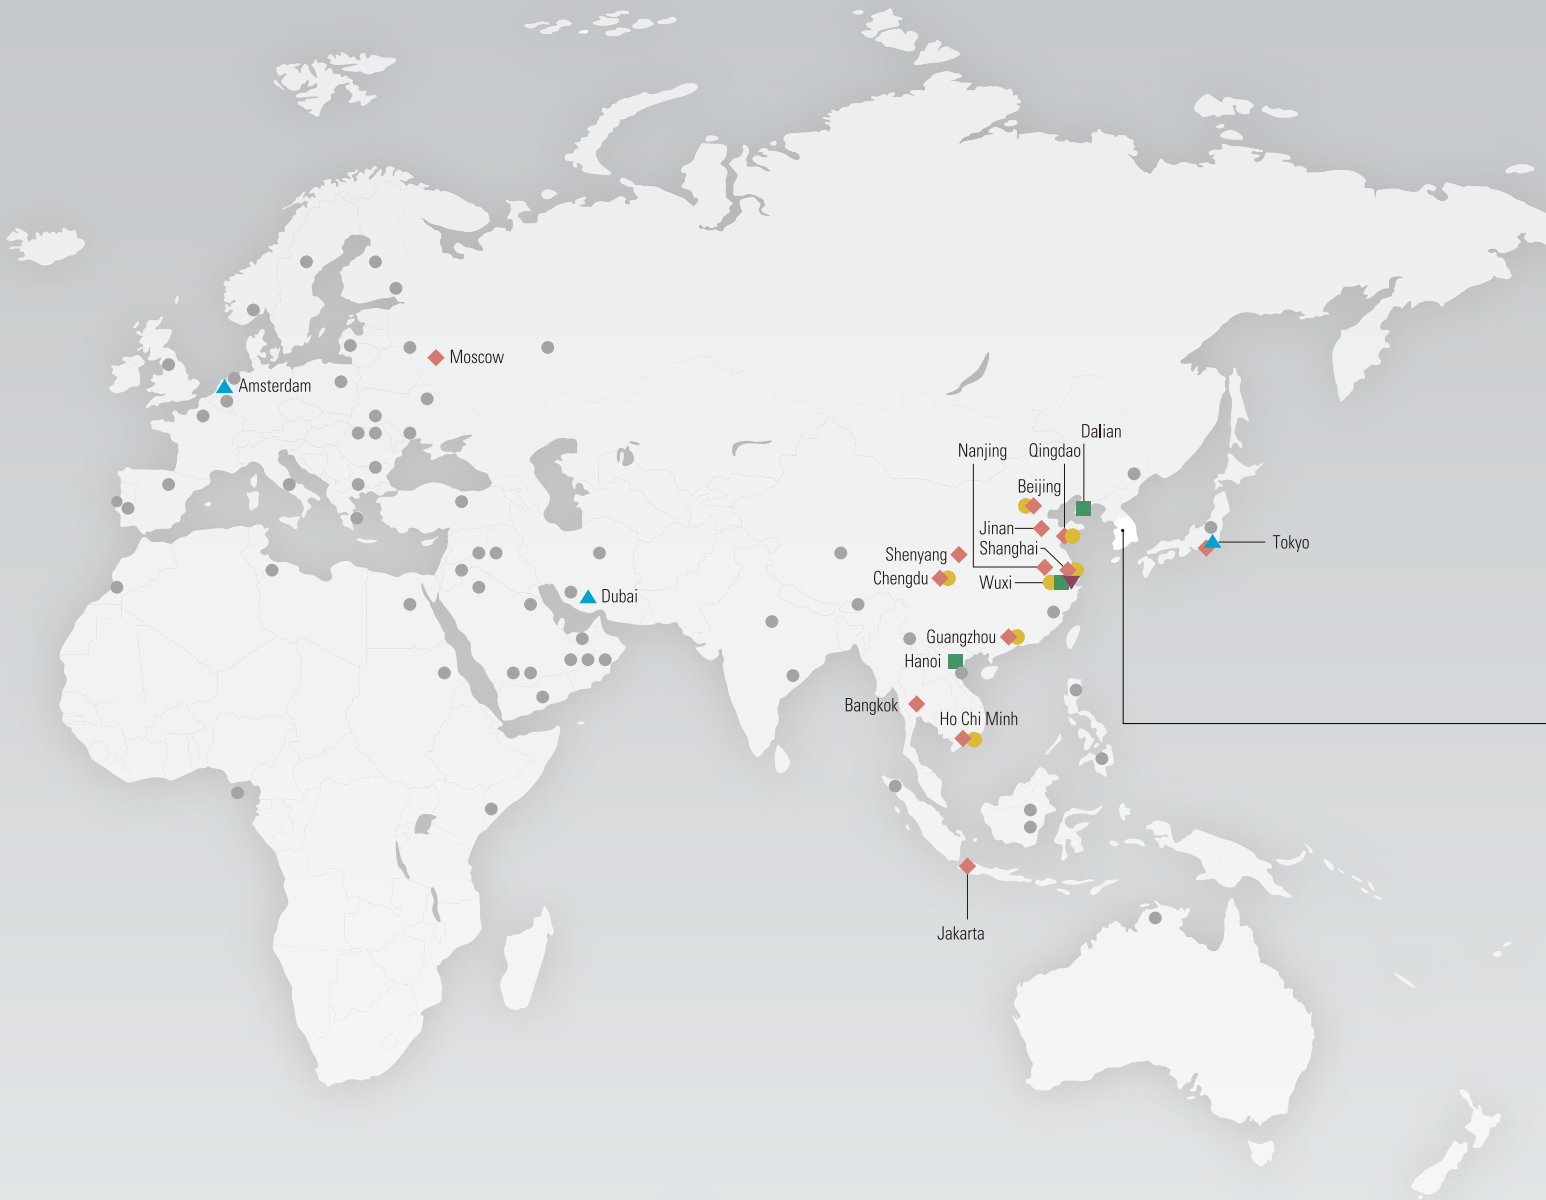 Moscow
Amsterdam
Dalian
Nanjing
Qingdao
Beijing
Jinan
Shanghai
Tokyo
Shenyang
Chengdu
Wuxi
Dubai
Guangzhou
Hanoi
Bangkok
Ho Chi Minh
Jakarta